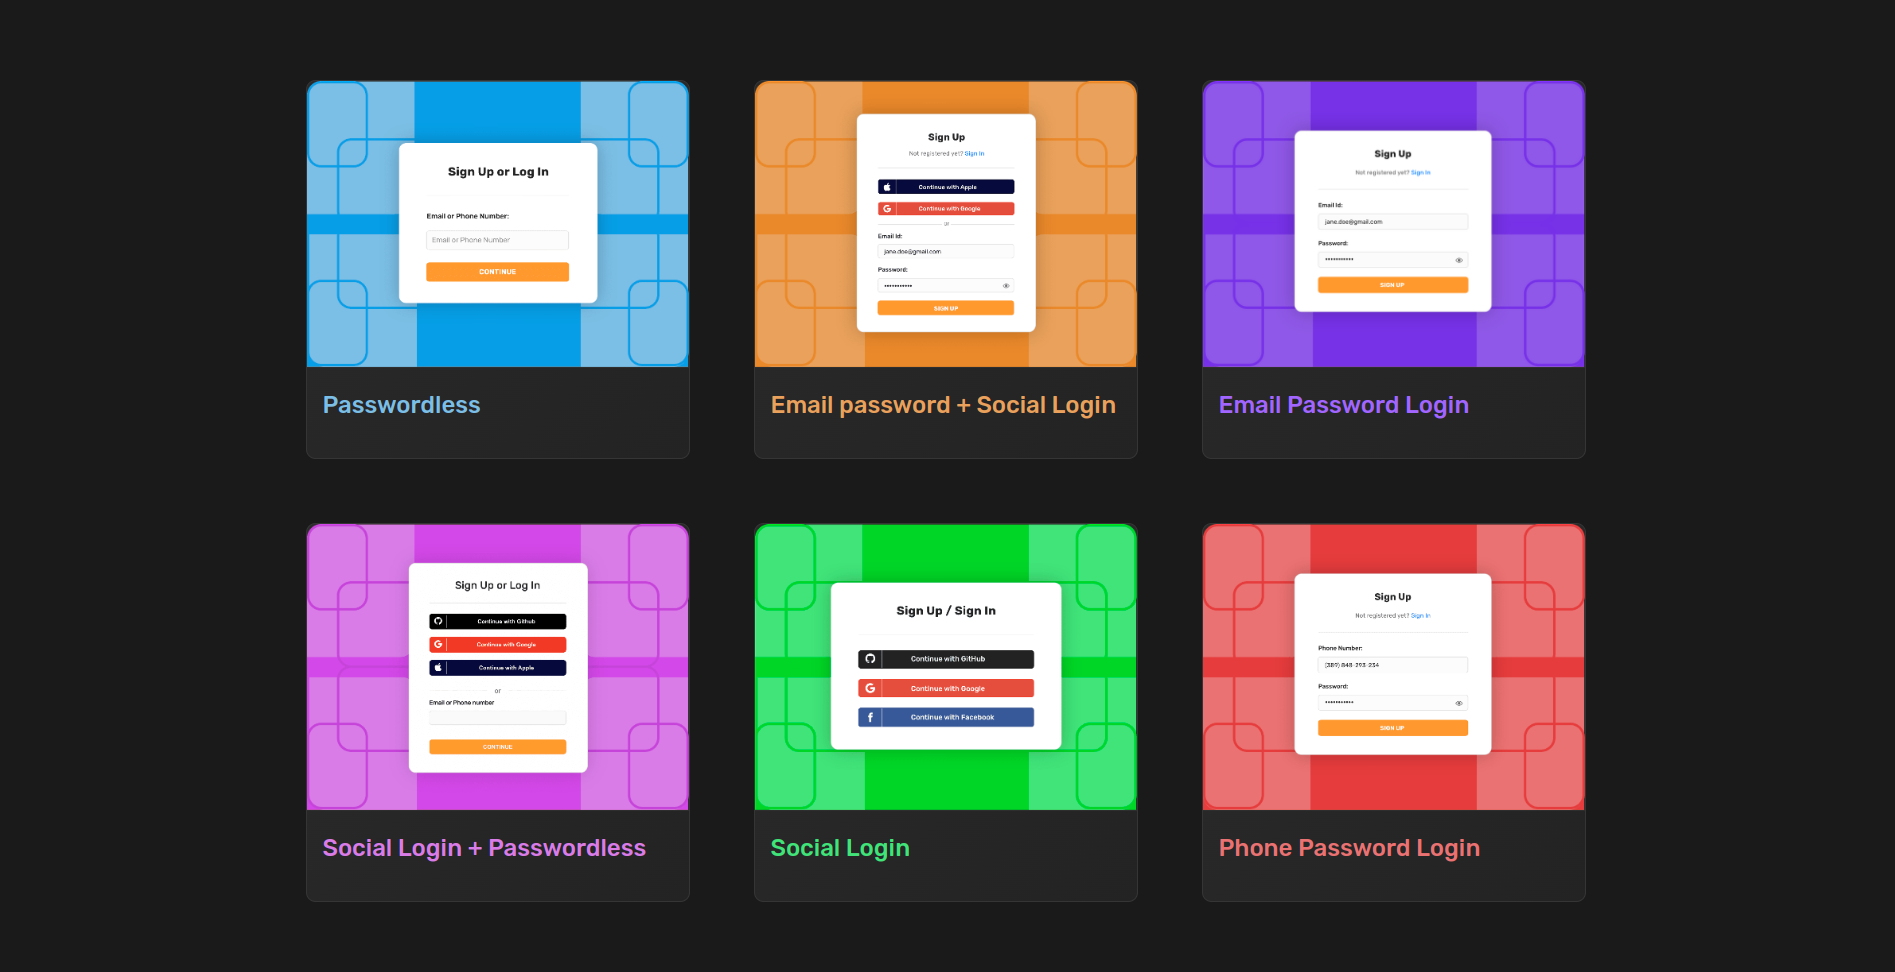 Sign Up or Log In
Email or Phone Number:
Email or Phone Number
CONTINUE
Passwordless
Sign Up
Not registered yet? Sign In
Continue with Apple
Continue with Google
or
Email Id:
jane.doe@gmail.com
Password:
SIGN UP
Email password + Social Login
Sign Up
Not registered yet? Sign In
Email Id:
jane.doe@gmail.com
Password:
SIGN UP
Email Password Login
Sign Up or Log In
Continue with Github
Continue with Google
Continue with Apple
or
Email or Phone number
CONTINUE
Social Login + Passwordless
Sign Up / Sign In
Continue with GitHub
Continue with Google
Continue with Facebook
Social Login
Sign Up
Not registered yet? Sign In
Phone Number:
(389) 848-293-234
Password:
SIGN UP
Phone Password Login